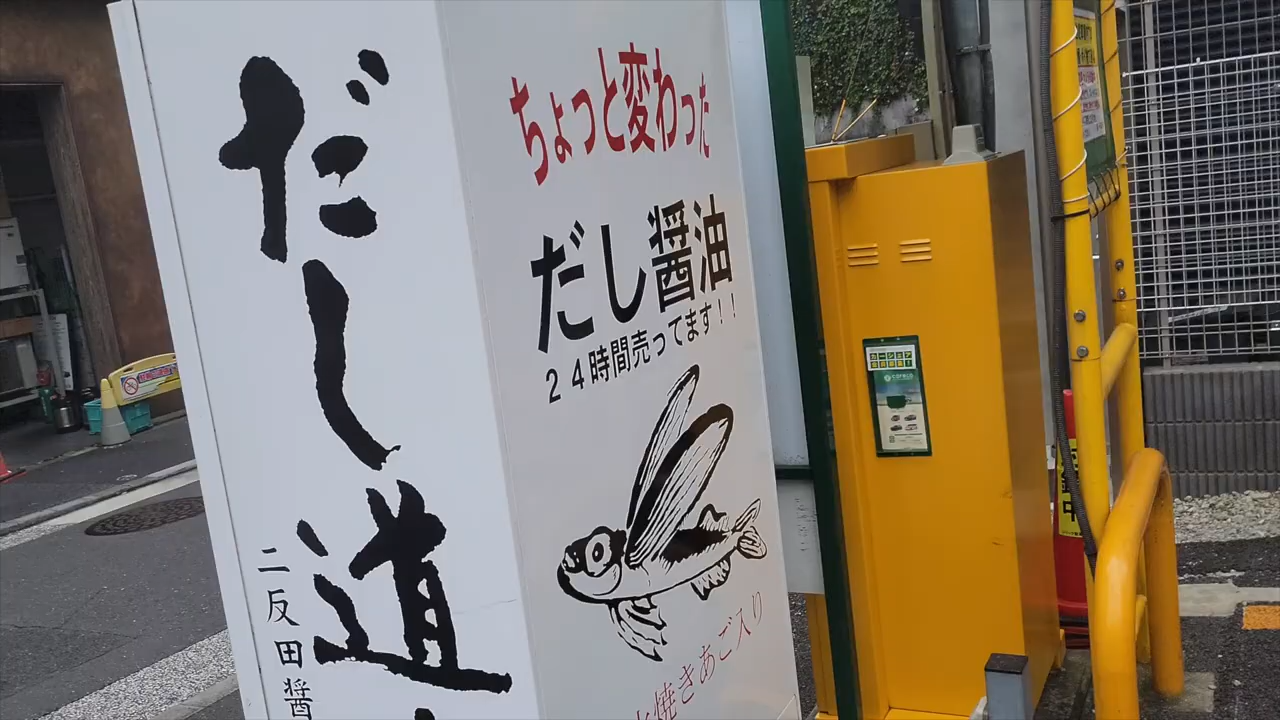 だし道
二反田醤
ちょっと変わった
だし醤油
24時間売ってます!!
焼きあご入り
careco